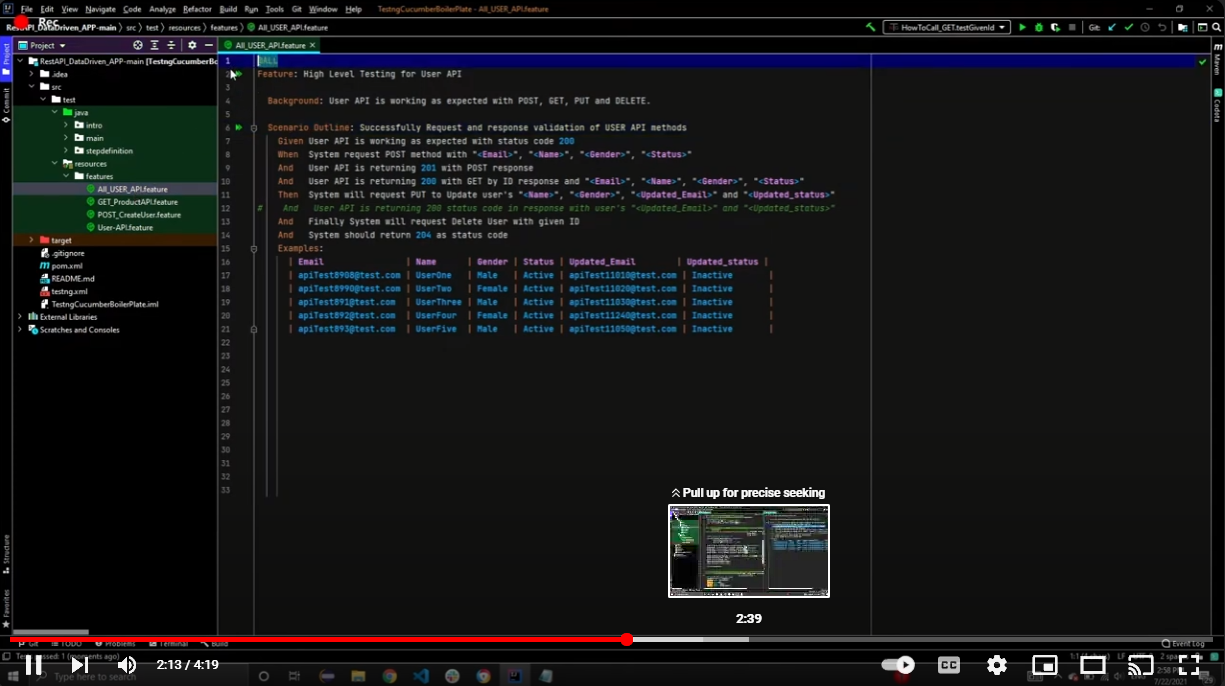 File Edit View Navigate Code Analyze Refactor Build Run Tools Git Window Help TestngCucumberBoilerPlate - All_USER_API.feature
Rec
RestAPI_DataDriven_APP-main > src > test > resources > features > All_USER_API.feature
HowToCall_GET.testGivenId
Git:
Project
All_USER_API.feature
RestAPI_DataDriven_APP-main [TestngCucumberBo
.idea
src
test
java
intro
main
stepdefinition
resources
features
All_USER_API.feature
GET_ProductAPI.feature
POST_CreateUser.feature
User-API.feature
target
.gitignore
pom.xml
README.md
testng.xml
TestngCucumberBoilerPlate.iml
External Libraries
Scratches and Consoles
Project
Commit
Structure
Favorites
Maven
Codota
1 @ALL
2 Feature: High Level Testing for User API
3
4 Background: User API is working as expected with POST, GET, PUT and DELETE.
5
6 Scenario Outline: Successfully Request and response validation of USER API methods
7 Given User API is working as expected with status code 200
8 When System request POST method with "<Email>", "<Name>", "<Gender>", "<Status>"
9 And User API is returning 201 with POST response
10 And User API is returning 200 with GET by ID response and "<Email>", "<Name>", "<Gender>", "<Status>"
11 Then System will request PUT to Update user's "<Name>", "<Gender>", "<Updated_Email>" and "<Updated_status>"
12 # And User API is returning 200 status code in response with user's "<Updated_Email>" and "<Updated_status>"
13 And Finally System will request Delete User with given ID
14 And System should return 204 as status code
15 Examples:
16 | Email | Name | Gender | Status | Updated_Email | Updated_status |
17 | apiTest8908@test.com | UserOne | Male | Active | apiTest11010@test.com | Inactive |
18 | apiTest8990@test.com | UserTwo | Female | Active | apiTest11020@test.com | Inactive |
19 | apiTest891@test.com | UserThree | Male | Active | apiTest11030@test.com | Inactive |
20 | apiTest892@test.com | UserFour | Female | Active | apiTest11240@test.com | Inactive |
21 | apiTest893@test.com | UserFive | Male | Active | apiTest11050@test.com | Inactive |
22
23
24
25
26
27
28
29
30
31
32
33
Pull up for precise seeking
2:39
Git TODO Problems Terminal Build
Event Log
2:13 / 4:19
CC
Type here to search
2:58 PM
7/22/2021